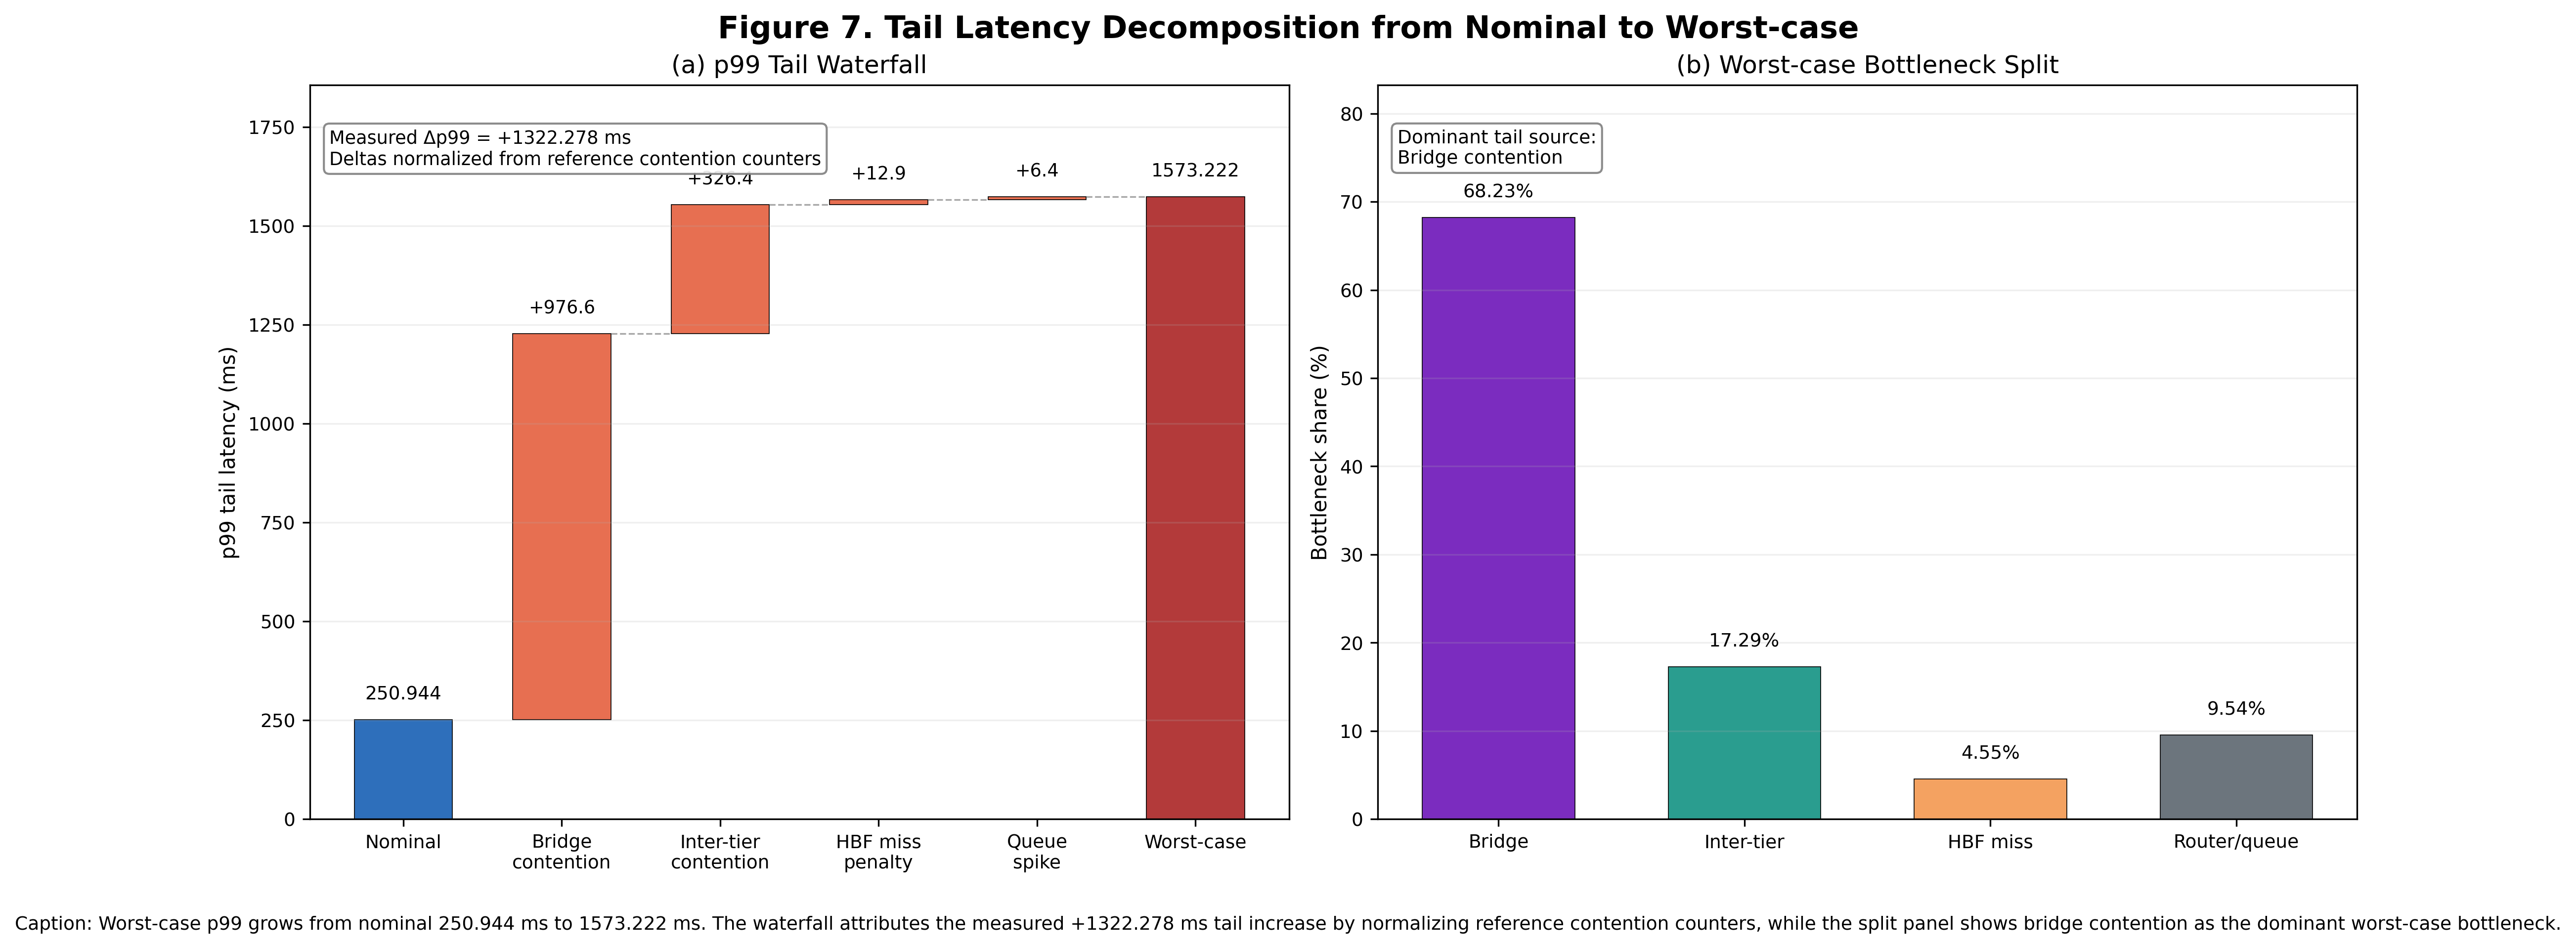 Figure 7. Tail Latency Decomposition from Nominal to Worst-case
(a) p99 Tail Waterfall
p99 tail latency (ms)
1750
1500
1250
1000
750
500
250
0
Measured Δp99 = +1322.278 ms
Deltas normalized from reference contention counters
250.944
+976.6
+326.4
+12.9
+6.4
1573.222
Nominal
Bridge
contention
Inter-tier
contention
HBF miss
penalty
Queue
spike
Worst-case
(b) Worst-case Bottleneck Split
Bottleneck share (%)
80
70
60
50
40
30
20
10
0
Dominant tail source:
Bridge contention
68.23%
17.29%
4.55%
9.54%
Bridge
Inter-tier
HBF miss
Router/queue
Caption: Worst-case p99 grows from nominal 250.944 ms to 1573.222 ms. The waterfall attributes the measured +1322.278 ms tail increase by normalizing reference contention counters, while the split panel shows bridge contention as the dominant worst-case bottleneck.